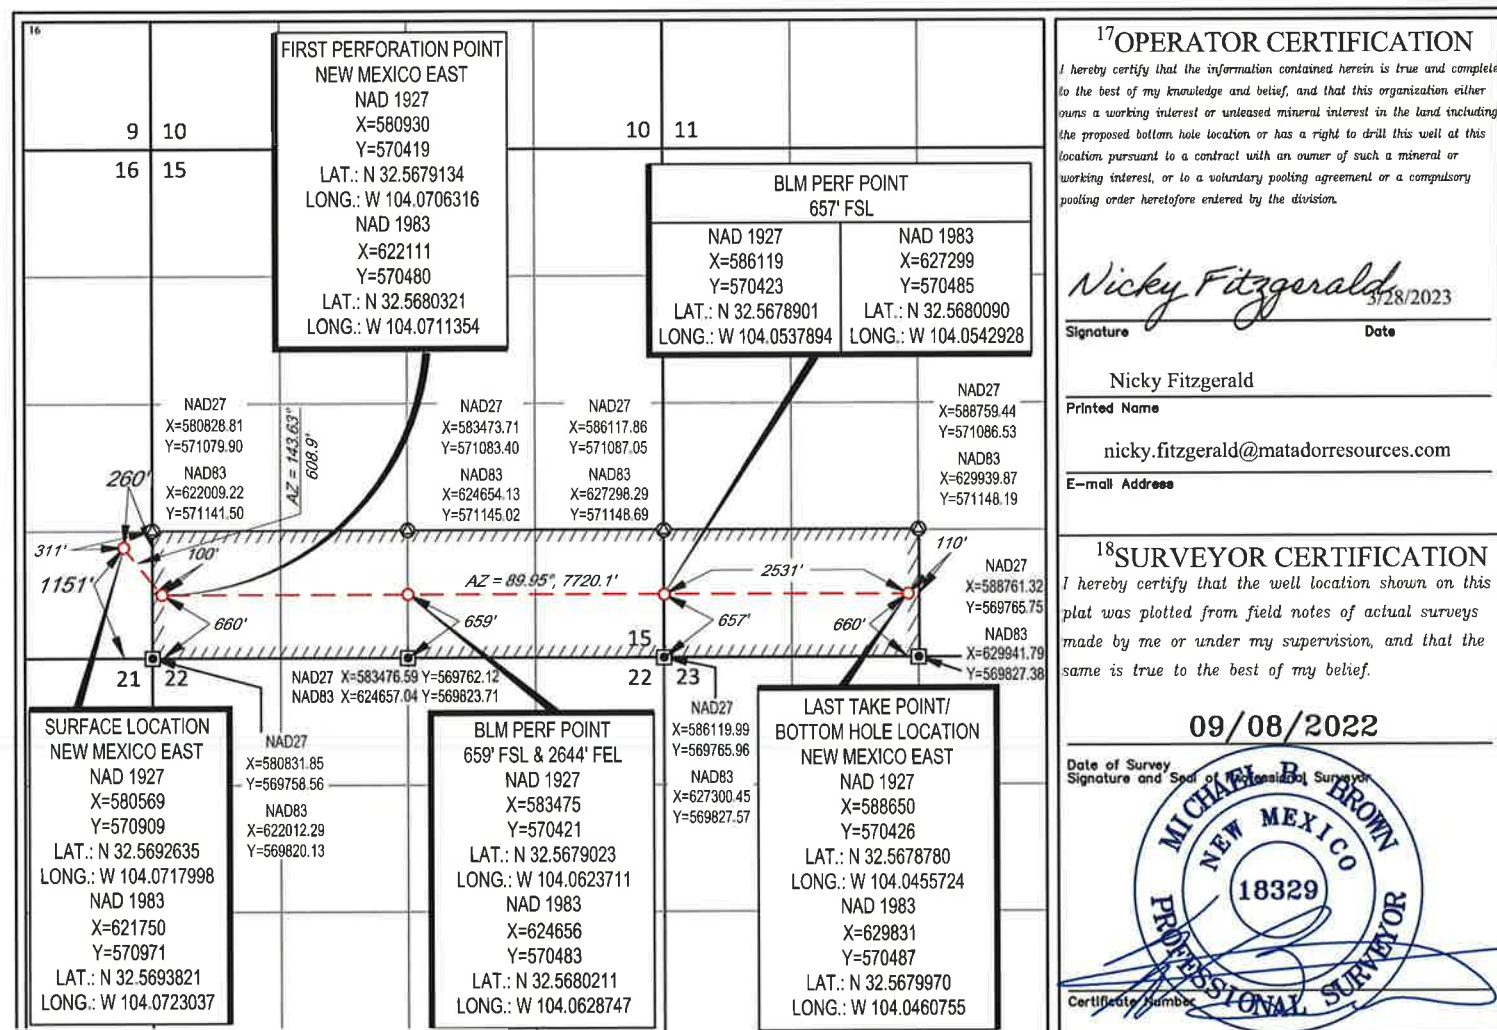 16
FIRST PERFORATION POINT
NEW MEXICO EAST
NAD 1927
X=580930
Y=570419
LAT.: N 32.5679134
LONG.: W 104.0706316
NAD 1983
X=622111
Y=570480
LAT.: N 32.5680321
LONG.: W 104.0711354
9 10
16 15
10 11
BLM PERF POINT
657' FSL
NAD 1927
X=586119
Y=570423
LAT.: N 32.5678901
LONG.: W 104.0537894
NAD 1983
X=627299
Y=570485
LAT.: N 32.5680090
LONG.: W 104.0542928
NAD27
X=580828.81
Y=571079.90
NAD83
X=622009.22
Y=571141.50
AZ = 143.63°
608.9'
NAD27
X=583473.71
Y=571083.40
NAD83
X=624654.13
Y=571145.02
NAD27
X=586117.86
Y=571087.05
NAD83
X=627298.29
Y=571148.69
NAD27
X=588759.44
Y=571086.53
NAD83
X=629939.87
Y=571148.19
260'
311'
1151'
100'
AZ = 89.95°, 7720.1'
2531'
110'
660'
659'
657'
660'
15
21 22
22 23
NAD27
X=588761.32
Y=569765.75
NAD83
X=629941.79
Y=569827.38
NAD27 X=583476.59 Y=569762.12
NAD83 X=624657.04 Y=569823.71
SURFACE LOCATION
NEW MEXICO EAST
NAD 1927
X=580569
Y=570909
LAT.: N 32.5692635
LONG.: W 104.0717998
NAD 1983
X=621750
Y=570971
LAT.: N 32.5693821
LONG.: W 104.0723037
NAD27
X=580831.85
Y=569758.56
NAD83
X=622012.29
Y=569820.13
BLM PERF POINT
659' FSL & 2644' FEL
NAD 1927
X=583475
Y=570421
LAT.: N 32.5679023
LONG.: W 104.0623711
NAD 1983
X=624656
Y=570483
LAT.: N 32.5680211
LONG.: W 104.0628747
NAD27
X=586119.99
Y=569765.96
NAD83
X=627300.45
Y=569827.57
LAST TAKE POINT/
BOTTOM HOLE LOCATION
NEW MEXICO EAST
NAD 1927
X=588650
Y=570426
LAT.: N 32.5678780
LONG.: W 104.0455724
NAD 1983
X=629831
Y=570487
LAT.: N 32.5679970
LONG.: W 104.0460755
17OPERATOR CERTIFICATION
I hereby certify that the information contained herein is true and complete
to the best of my knowledge and belief, and that this organization either
owns a working interest or unleased mineral interest in the land including
the proposed bottom hole location or has a right to drill this well at this
location pursuant to a contract with an owner of such a mineral or
working interest, or to a voluntary pooling agreement or a compulsory
pooling order heretofore entered by the division.
Nicky Fitzgerald 3/28/2023
Signature Date
Nicky Fitzgerald
Printed Name
nicky.fitzgerald@matadorresources.com
E-mail Address
18SURVEYOR CERTIFICATION
I hereby certify that the well location shown on this
plat was plotted from field notes of actual surveys
made by me or under my supervision, and that the
same is true to the best of my belief.
09/08/2022
Date of Survey
Signature and Seal of Professional Surveyor
MICHAEL B. BROWN
NEW MEXICO
18329
PROFESSIONAL SURVEYOR
Certificate Number